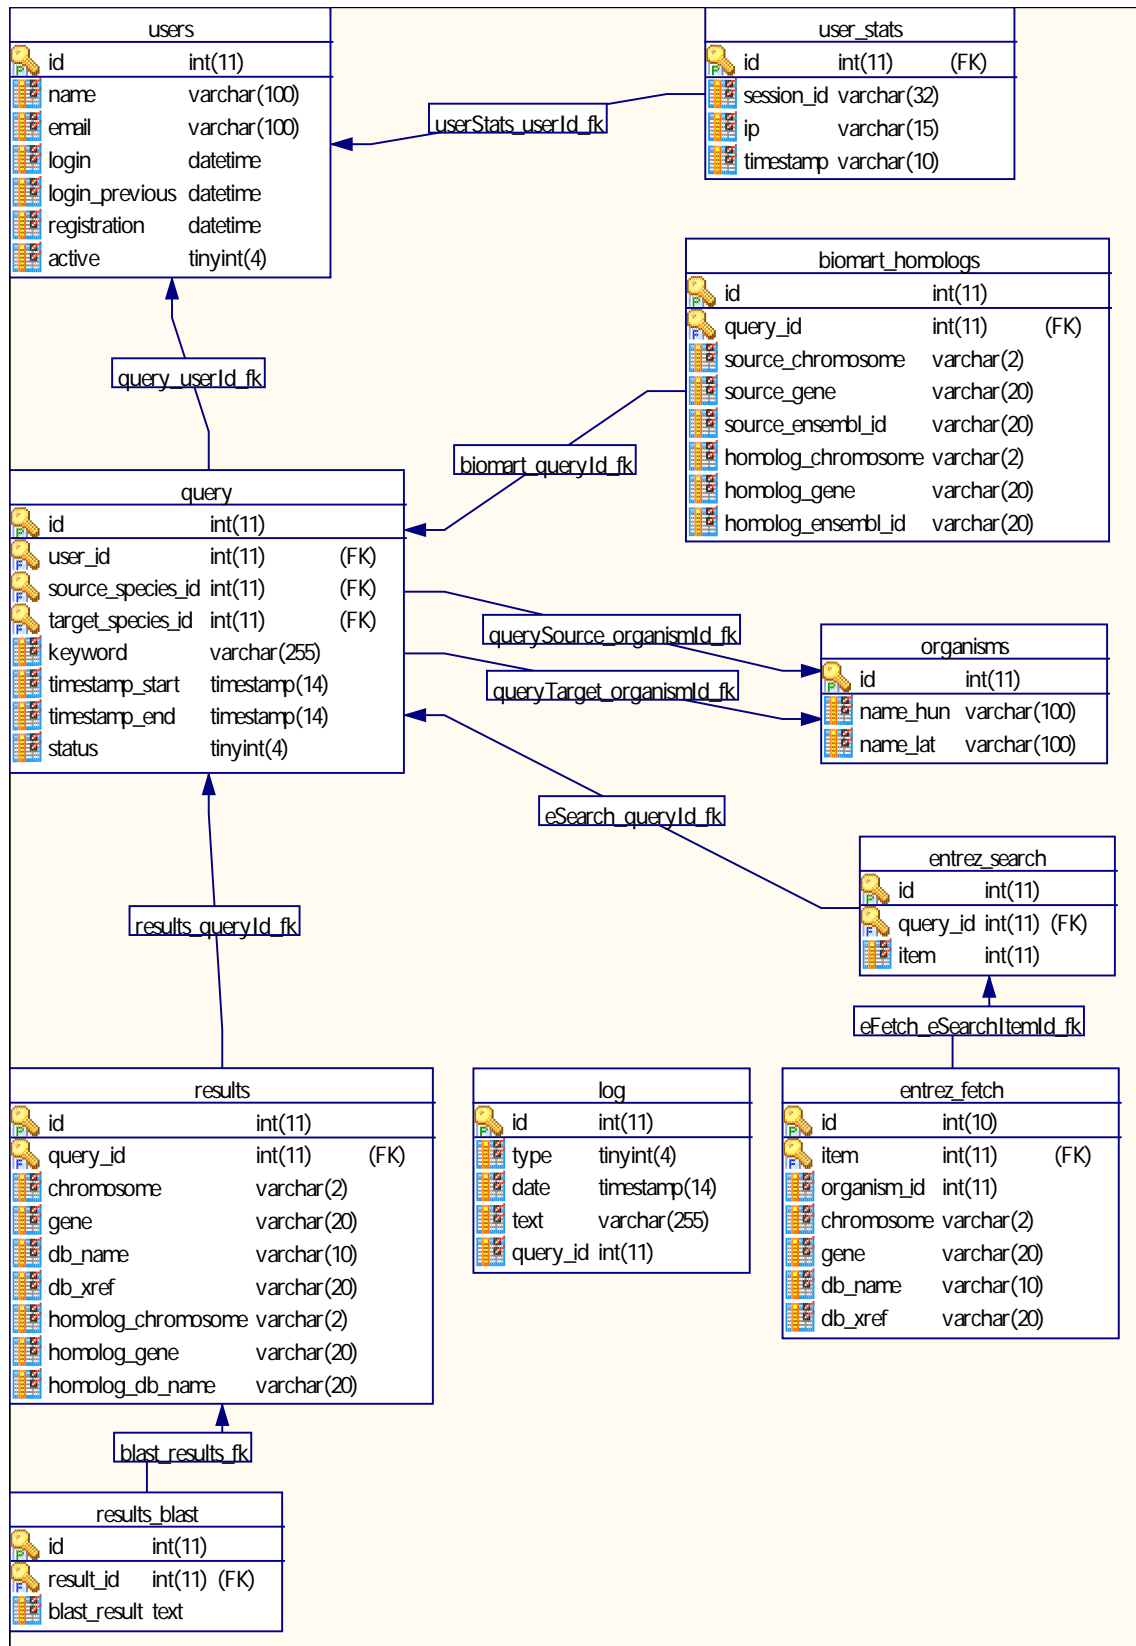 users
id int(11)
name varchar(100)
email varchar(100)
login datetime
login_previous datetime
registration datetime
active tinyint(4)
user_stats
id int(11) (FK)
session_id varchar(32)
ip varchar(15)
timestamp varchar(10)
userStats_userId_fk
biomart_homologs
id int(11)
query_id int(11) (FK)
source_chromosome varchar(2)
source_gene varchar(20)
source_ensembl_id varchar(20)
homolog_chromosome varchar(2)
homolog_gene varchar(20)
homolog_ensembl_id varchar(20)
query_userId_fk
biomart_queryId_fk
query
id int(11)
user_id int(11) (FK)
source_species_id int(11) (FK)
target_species_id int(11) (FK)
keyword varchar(255)
timestamp_start timestamp(14)
timestamp_end timestamp(14)
status tinyint(4)
querySource_organismId_fk
queryTarget_organismId_fk
organisms
id int(11)
name_hun varchar(100)
name_lat varchar(100)
eSearch_queryId_fk
entrez_search
id int(11)
query_id int(11) (FK)
item int(11)
results_queryId_fk
eFetch_eSearchItemId_fk
results
id int(11)
query_id int(11) (FK)
chromosome varchar(2)
gene varchar(20)
db_name varchar(10)
db_xref varchar(20)
homolog_chromosome varchar(2)
homolog_gene varchar(20)
homolog_db_name varchar(20)
log
id int(11)
type tinyint(4)
date timestamp(14)
text varchar(255)
query_id int(11)
entrez_fetch
id int(10)
item int(11) (FK)
organism_id int(11)
chromosome varchar(2)
gene varchar(20)
db_name varchar(10)
db_xref varchar(20)
blast_results_fk
results_blast
id int(11)
result_id int(11) (FK)
blast_result text